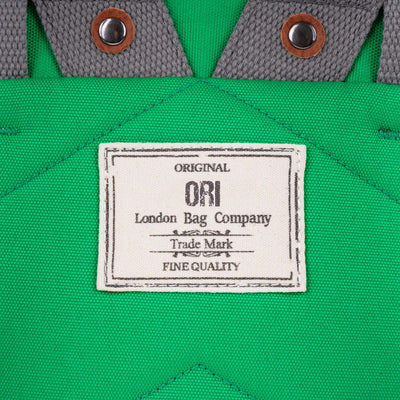 ORIGINAL
ORI
London Bag Company
Trade Mark
FINE QUALITY